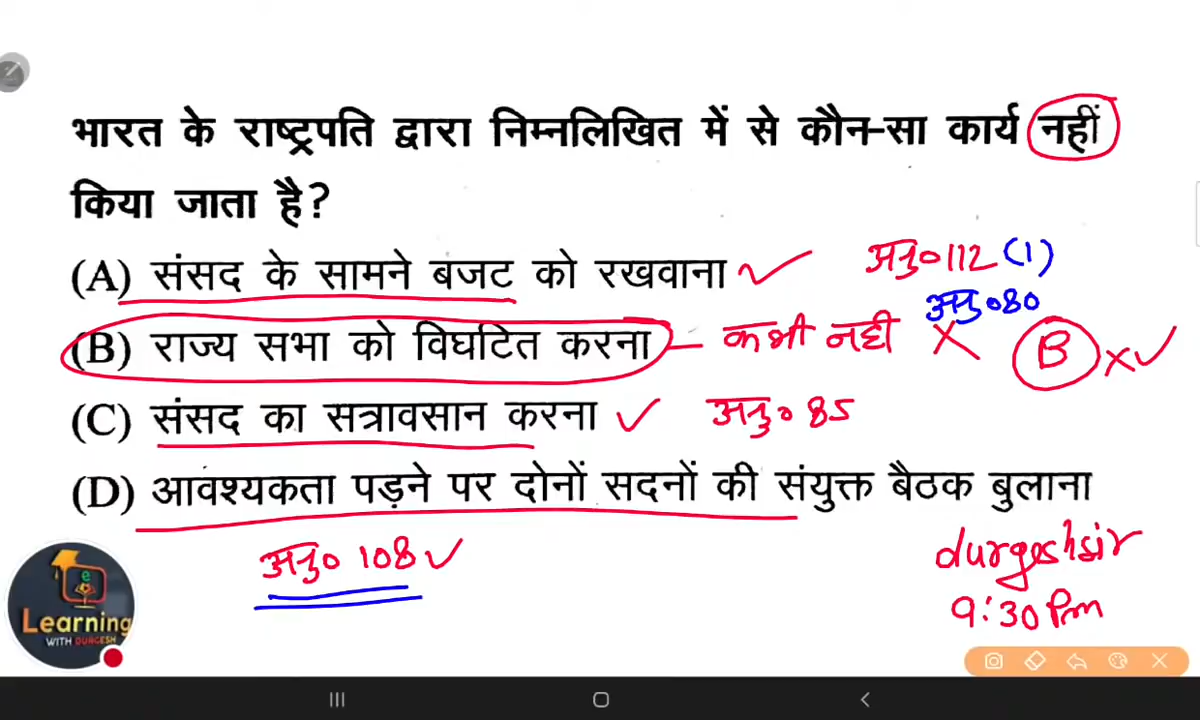 भारत के राष्ट्रपति द्वारा निम्नलिखित में से कौन-सा कार्य नहीं
किया जाता है?
(A) संसद के सामने बजट को रखवाना अनु० 112 (1)
अनु० 80
(B) राज्य सभा को विघटित करना – कभी नही B
(C) संसद का सत्रावसान करना अनु० 85
(D) आवश्यकता पड़ने पर दोनों सदनों की संयुक्त बैठक बुलाना
अनु० 108
durgeshsir
9:30 Pm
e
Learning
WITH DURGESH